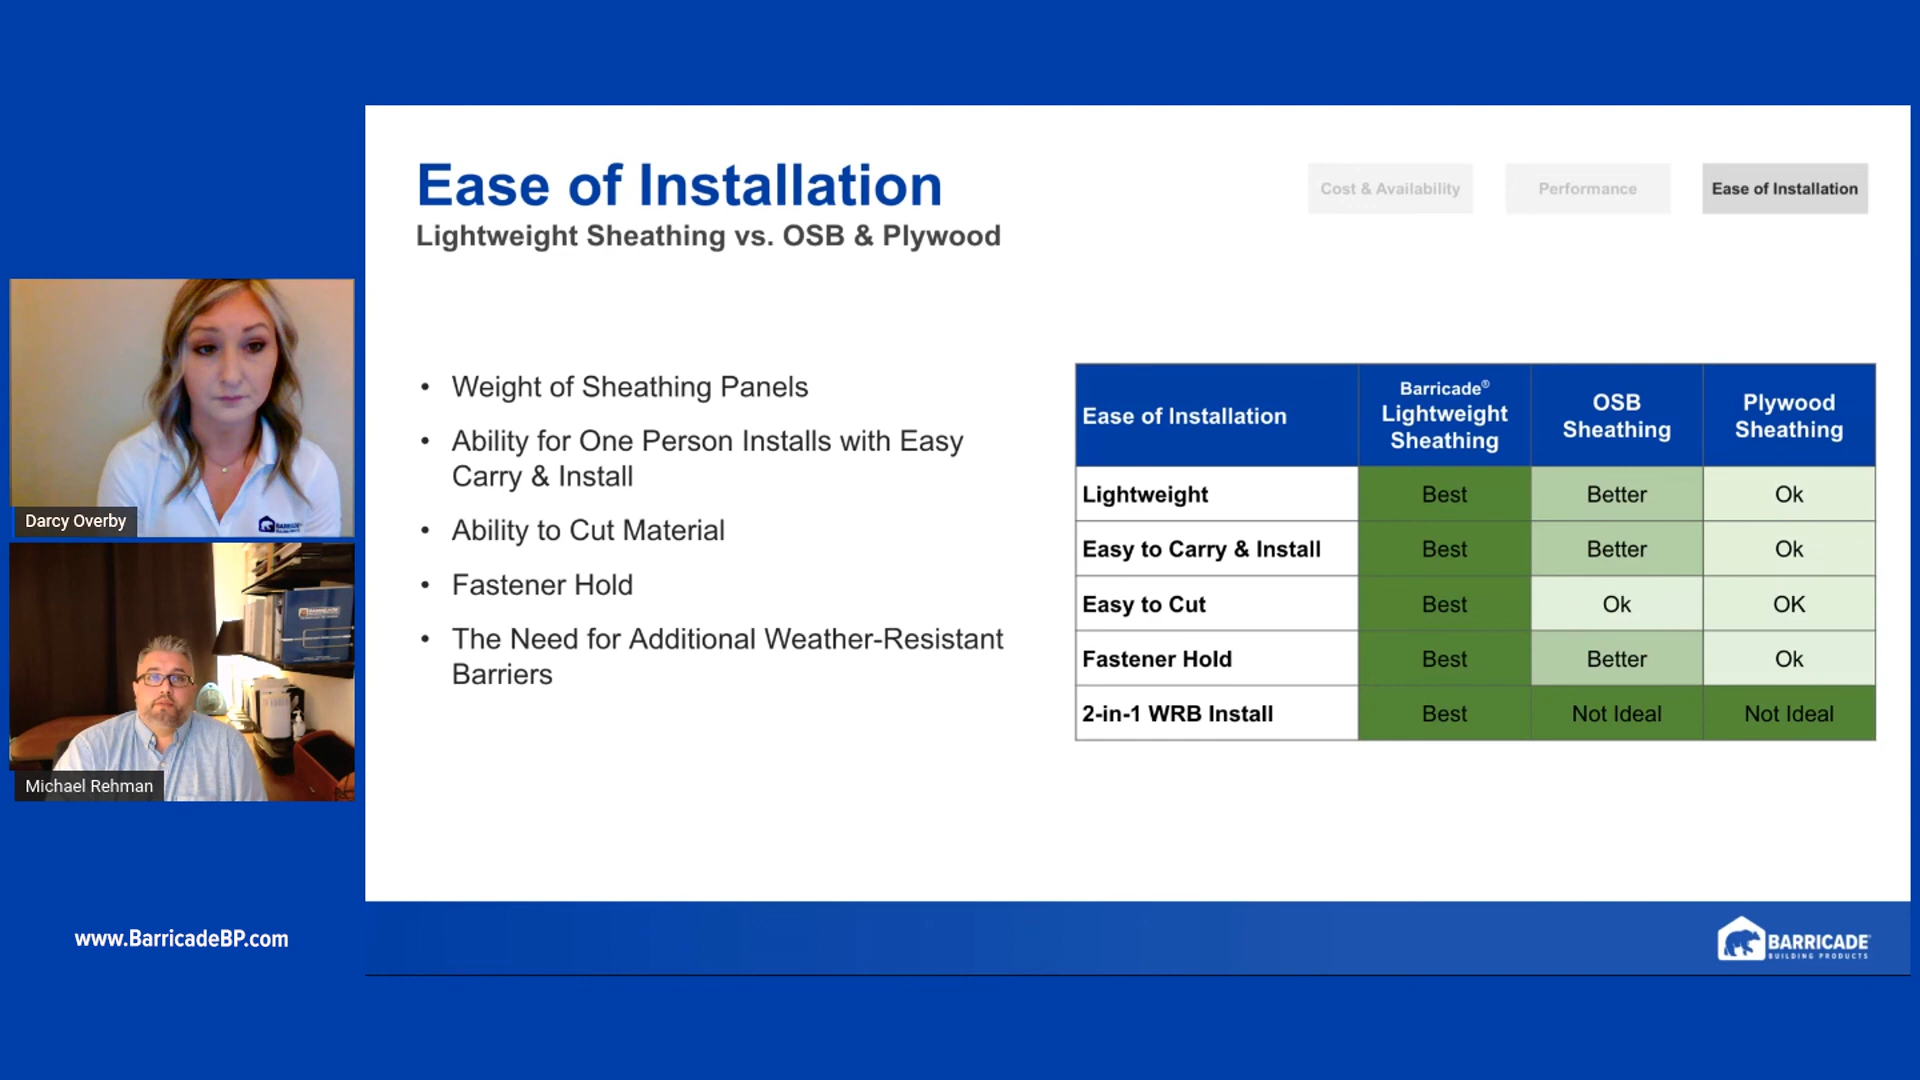 Ease of Installation
Lightweight Sheathing vs. OSB & Plywood
Cost & Availability
Performance
Ease of Installation
• Weight of Sheathing Panels
• Ability for One Person Installs with Easy
Carry & Install
• Ability to Cut Material
• Fastener Hold
• The Need for Additional Weather-Resistant
Barriers
Ease of Installation
Barricade®
Lightweight
Sheathing
OSB
Sheathing
Plywood
Sheathing
Lightweight Best Better Ok
Easy to Carry & Install Best Better Ok
Easy to Cut Best Ok OK
Fastener Hold Best Better Ok
2-in-1 WRB Install Best Not Ideal Not Ideal
BARRICADE
Darcy Overby
BARRICADE
Michael Rehman
www.BarricadeBP.com
BARRICADE
BUILDING PRODUCTS